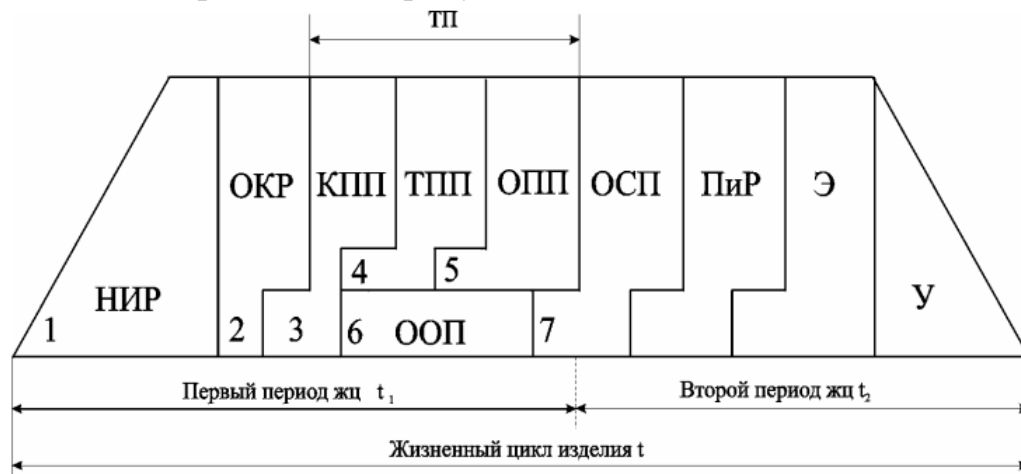 ТП
ОКР КПП ТПП ОПП ОСП ПиР Э
4 5
НИР У
1 2 3 6 ООП 7
Первый период жц t₁ Второй период жц t₂
Жизненный цикл изделия t